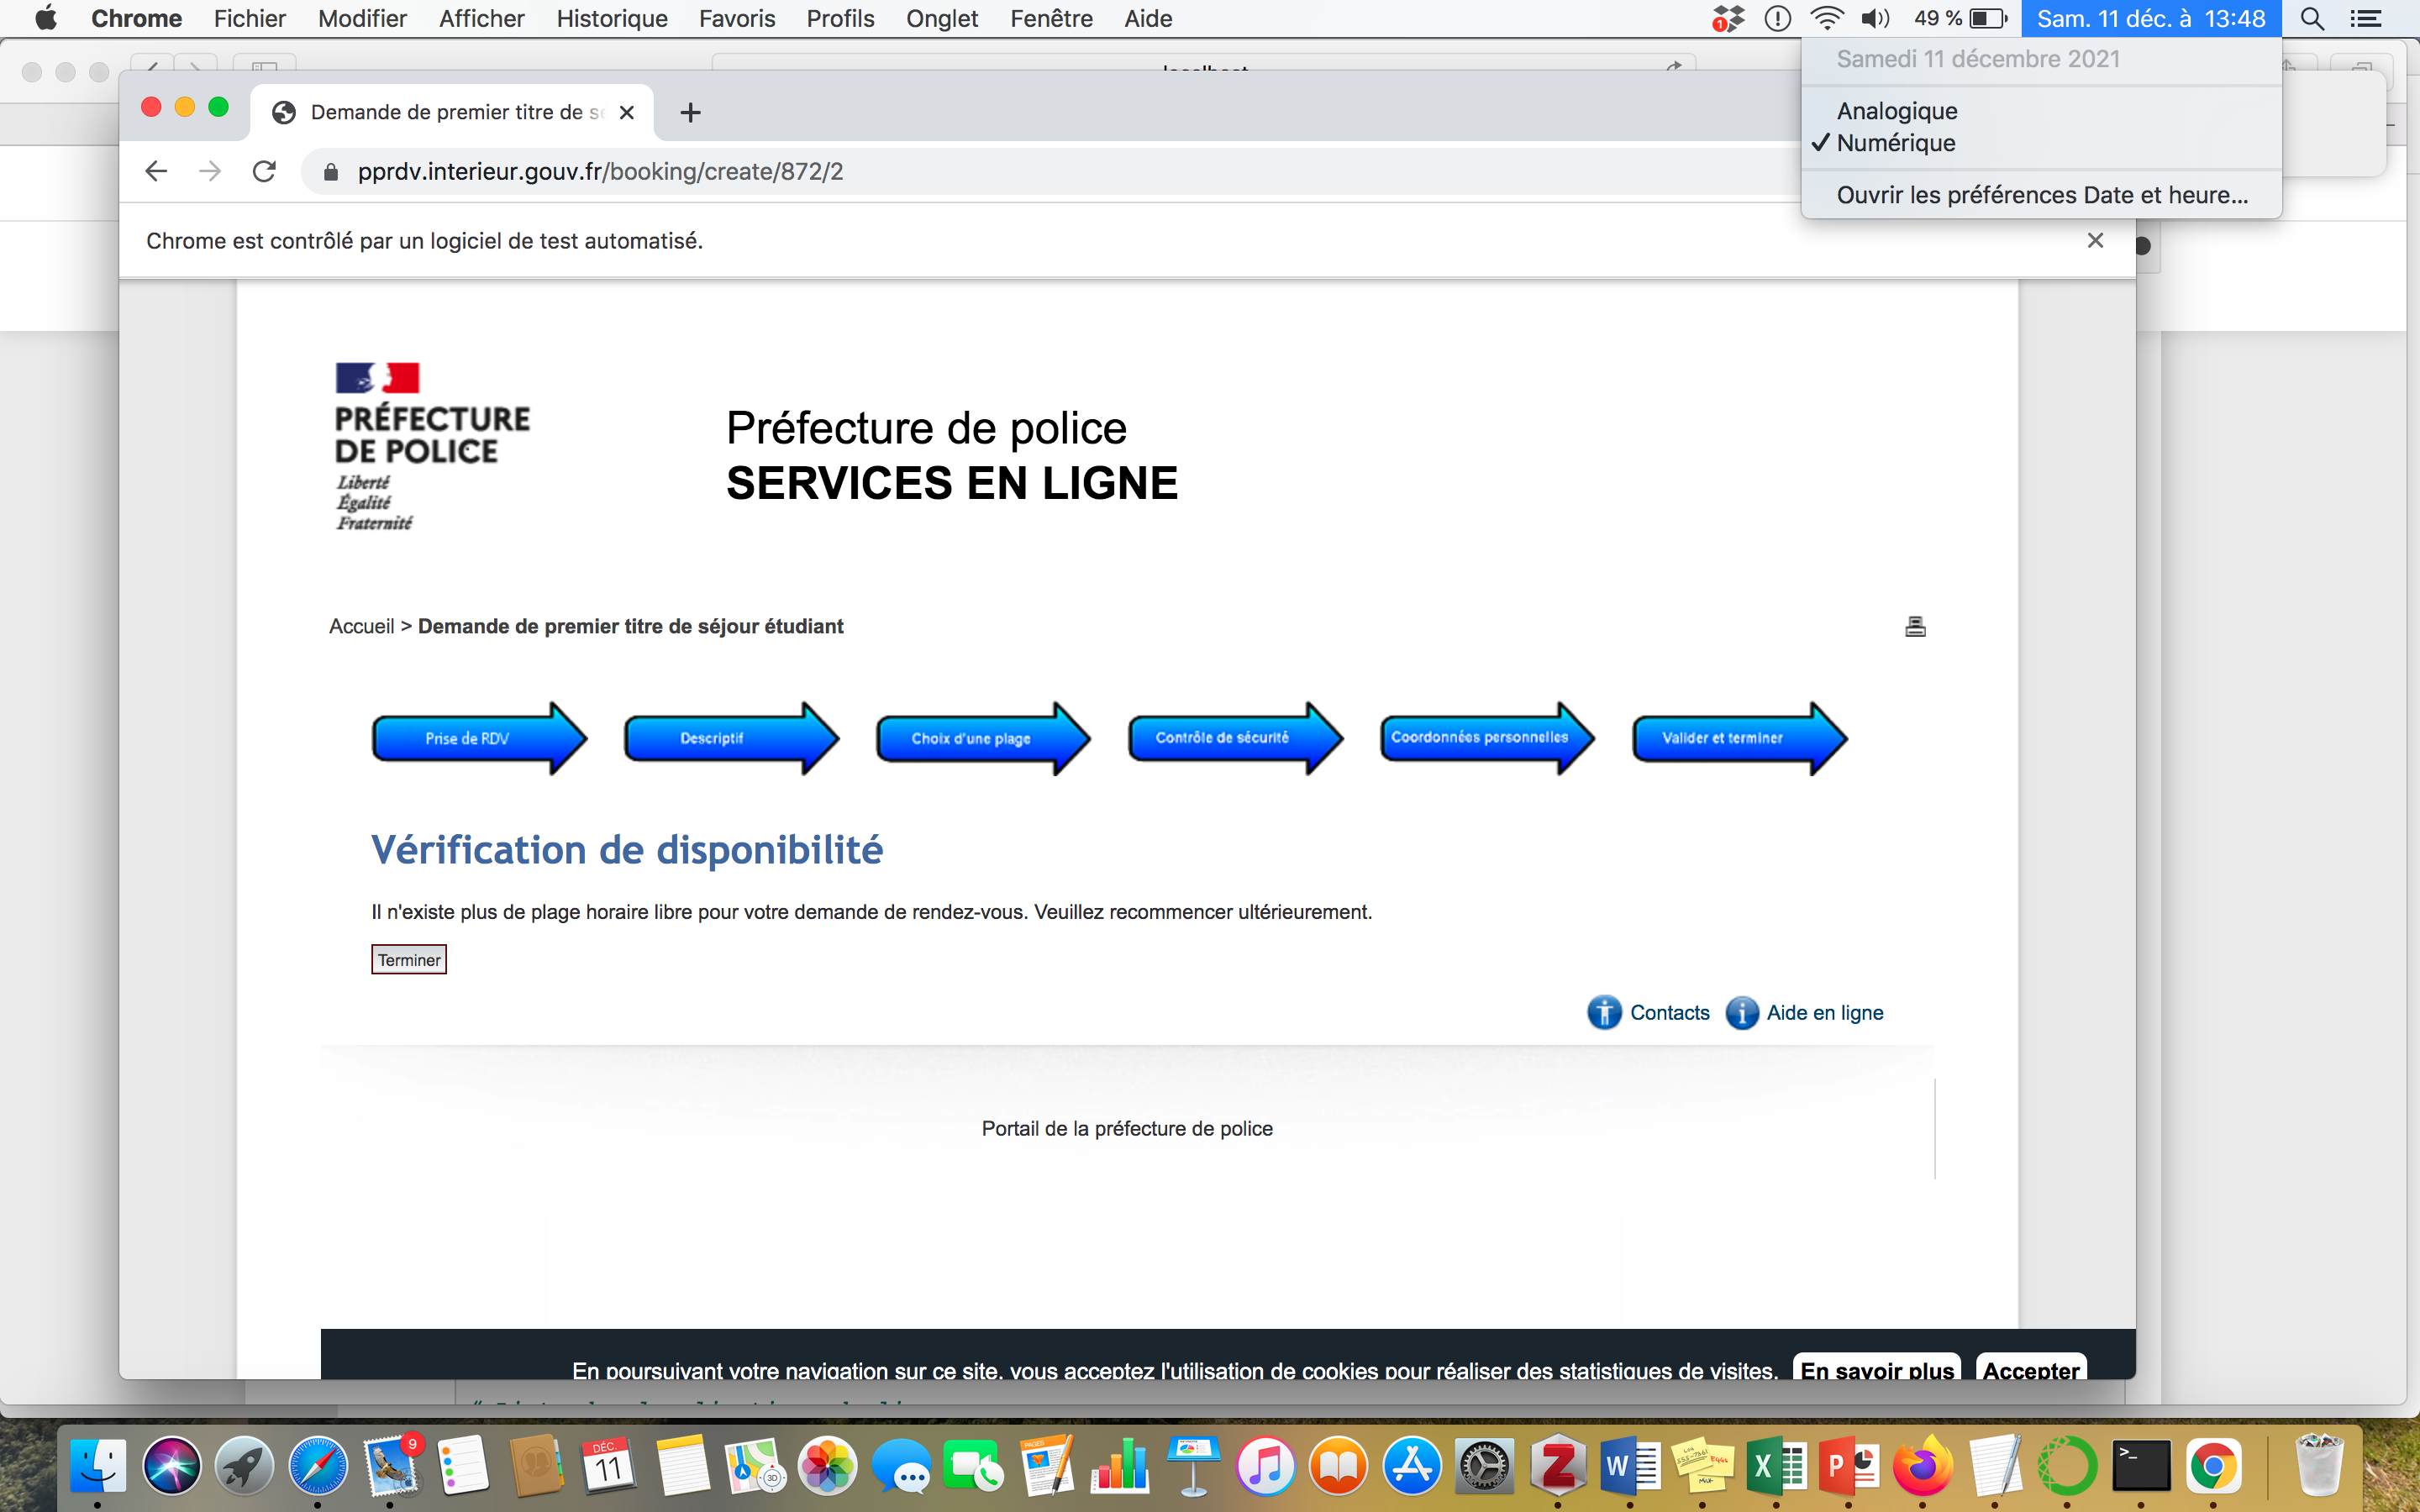 Chrome Fichier Modifier Afficher Historique Favoris Profils Onglet Fenêtre Aide
1 49 % Sam. 11 déc. à 13:48
Samedi 11 décembre 2021
Analogique
✓ Numérique
Ouvrir les préférences Date et heure...
localhost
Demande de premier titre de sé
pprdv.interieur.gouv.fr/booking/create/872/2
Chrome est contrôlé par un logiciel de test automatisé.
PRÉFECTURE
DE POLICE
Liberté
Égalité
Fraternité
Préfecture de police
SERVICES EN LIGNE
Accueil > Demande de premier titre de séjour étudiant
Prise de RDV
Descriptif
Choix d'une plage
Contrôle de sécurité
Coordonnées personnelles
Valider et terminer
Vérification de disponibilité
Il n'existe plus de plage horaire libre pour votre demande de rendez-vous. Veuillez recommencer ultérieurement.
Terminer
Contacts
Aide en ligne
Portail de la préfecture de police
En poursuivant votre navigation sur ce site, vous acceptez l'utilisation de cookies pour réaliser des statistiques de visites. En savoir plus Accepter
9
DÉC.
11
3D
PAGES
Z
W
X
P
>_